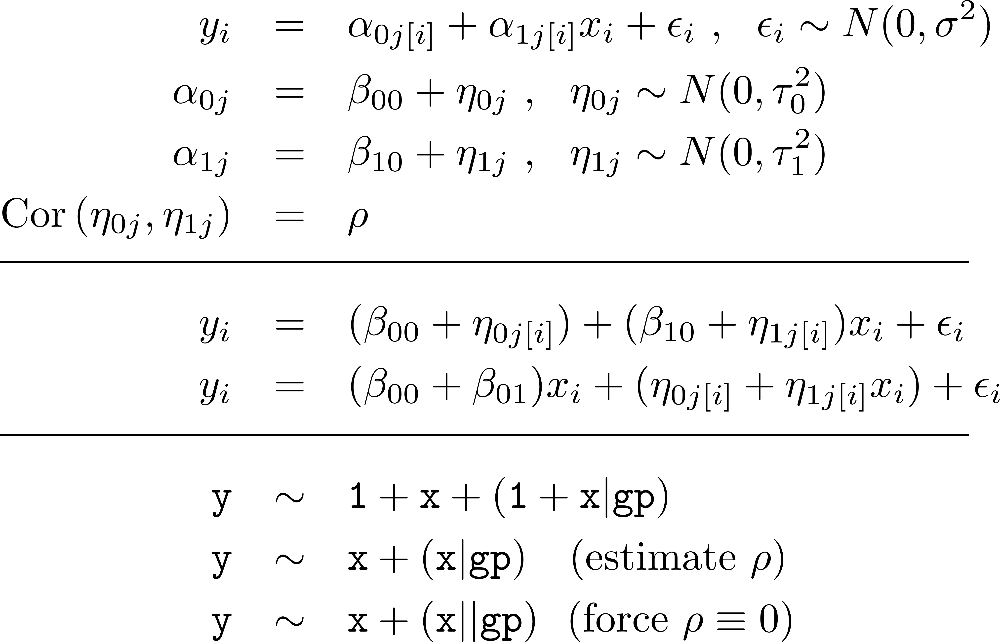 y_i = α_{0j[i]} + α_{1j[i]}x_i + ϵ_i , ϵ_i ∼ N(0, σ^2)
α_{0j} = β_{00} + η_{0j} , η_{0j} ∼ N(0, τ_0^2)
α_{1j} = β_{10} + η_{1j} , η_{1j} ∼ N(0, τ_1^2)
Cor (η_{0j}, η_{1j}) = ρ
y_i = (β_{00} + η_{0j[i]}) + (β_{10} + η_{1j[i]})x_i + ϵ_i
y_i = (β_{00} + β_{01})x_i + (η_{0j[i]} + η_{1j[i]}x_i) + ϵ_i
y ∼ 1 + x + (1 + x|gp)
y ∼ x + (x|gp) (estimate ρ)
y ∼ x + (x||gp) (force ρ ≡ 0)